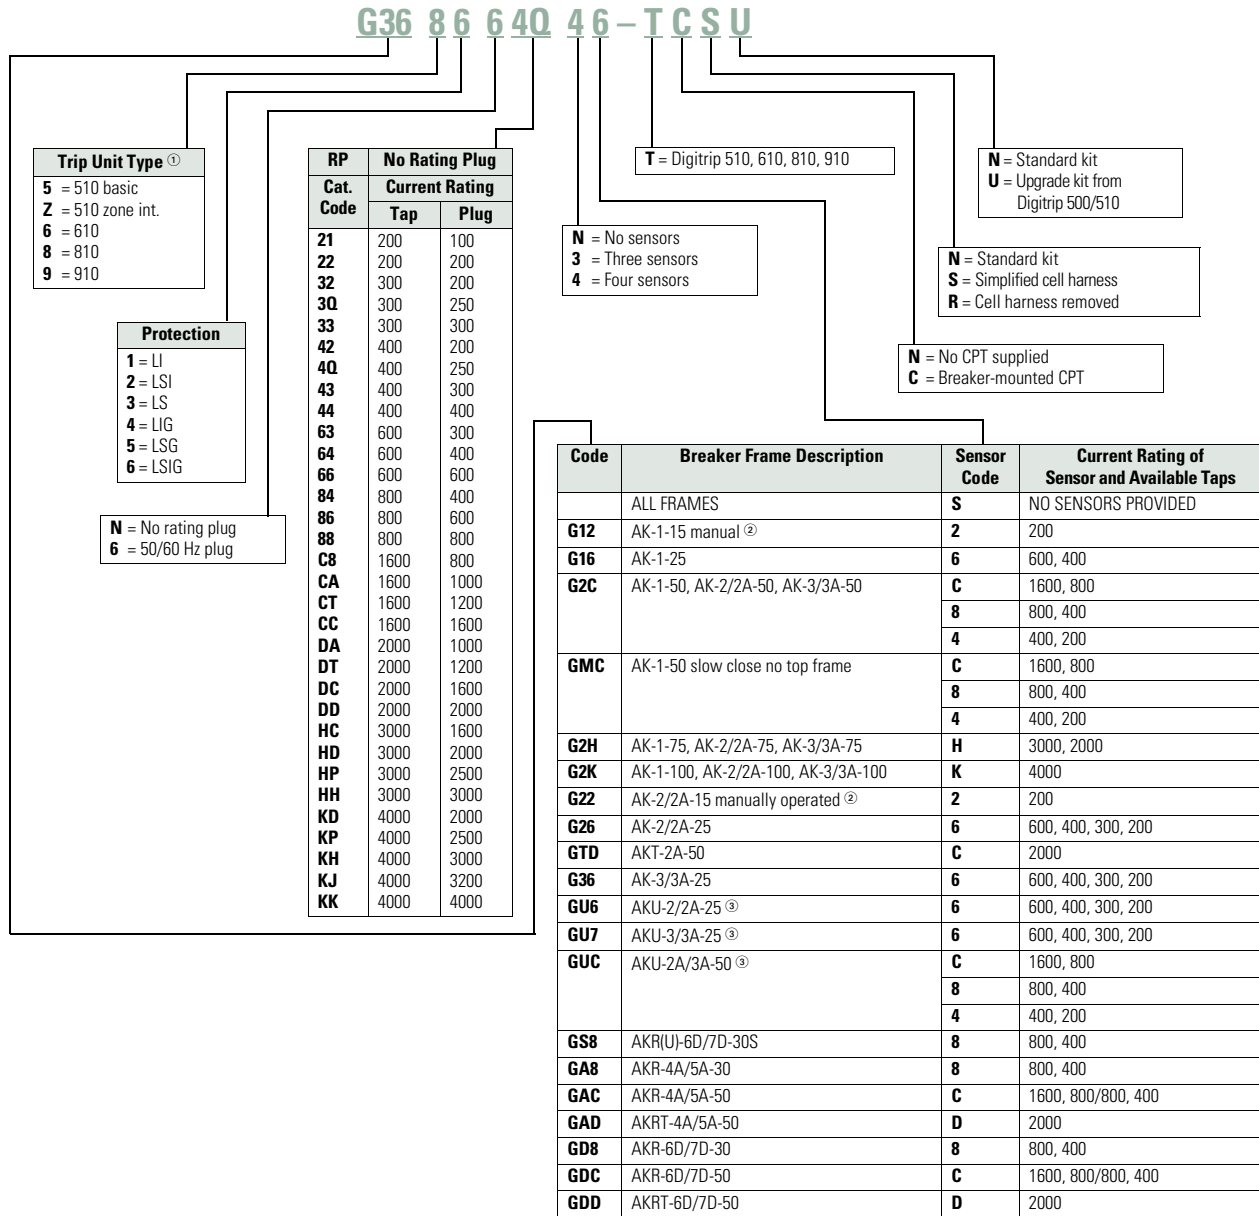 G36 8 6 6 4Q 4 6 – T C S U
Trip Unit Type ①
5 = 510 basic
Z = 510 zone int.
6 = 610
8 = 810
9 = 910
Protection
1 = LI
2 = LSI
3 = LS
4 = LIG
5 = LSG
6 = LSIG
N = No rating plug
6 = 50/60 Hz plug
RP No Rating Plug
Cat. Code Current Rating
Tap Plug
21 200 100
22 200 200
32 300 200
3Q 300 250
33 300 300
42 400 200
4Q 400 250
43 400 300
44 400 400
63 600 300
64 600 400
66 600 600
84 800 400
86 800 600
88 800 800
C8 1600 800
CA 1600 1000
CT 1600 1200
CC 1600 1600
DA 2000 1000
DT 2000 1200
DC 2000 1600
DD 2000 2000
HC 3000 1600
HD 3000 2000
HP 3000 2500
HH 3000 3000
KD 4000 2000
KP 4000 2500
KH 4000 3000
KJ 4000 3200
KK 4000 4000
T = Digitrip 510, 610, 810, 910
N = No sensors
3 = Three sensors
4 = Four sensors
N = Standard kit
U = Upgrade kit from
Digitrip 500/510
N = Standard kit
S = Simplified cell harness
R = Cell harness removed
N = No CPT supplied
C = Breaker-mounted CPT
Code Breaker Frame Description Sensor Code Current Rating of Sensor and Available Taps
ALL FRAMES S NO SENSORS PROVIDED
G12 AK-1-15 manual ② 2 200
G16 AK-1-25 6 600, 400
G2C AK-1-50, AK-2/2A-50, AK-3/3A-50 C 1600, 800
8 800, 400
4 400, 200
GMC AK-1-50 slow close no top frame C 1600, 800
8 800, 400
4 400, 200
G2H AK-1-75, AK-2/2A-75, AK-3/3A-75 H 3000, 2000
G2K AK-1-100, AK-2/2A-100, AK-3/3A-100 K 4000
G22 AK-2/2A-15 manually operated ② 2 200
G26 AK-2/2A-25 6 600, 400, 300, 200
GTD AKT-2A-50 C 2000
G36 AK-3/3A-25 6 600, 400, 300, 200
GU6 AKU-2/2A-25 ③ 6 600, 400, 300, 200
GU7 AKU-3/3A-25 ③ 6 600, 400, 300, 200
GUC AKU-2A/3A-50 ③ C 1600, 800
8 800, 400
4 400, 200
GS8 AKR(U)-6D/7D-30S 8 800, 400
GA8 AKR-4A/5A-30 8 800, 400
GAC AKR-4A/5A-50 C 1600, 800/800, 400
GAD AKRT-4A/5A-50 D 2000
GD8 AKR-6D/7D-30 8 800, 400
GDC AKR-6D/7D-50 C 1600, 800/800, 400
GDD AKRT-6D/7D-50 D 2000